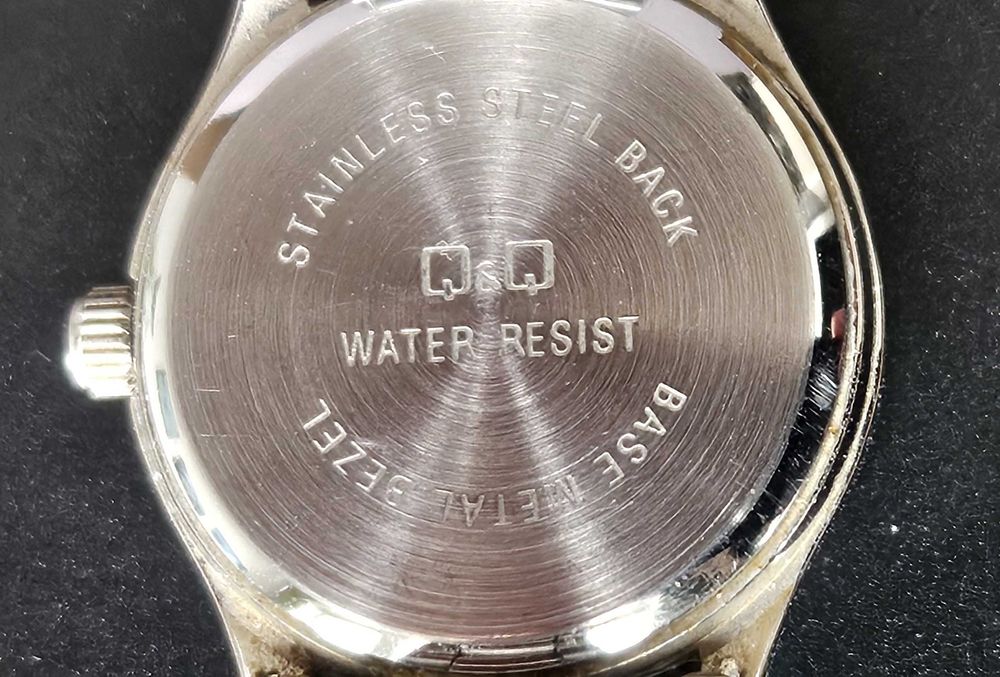 STAINLESS STEEL BACK
Q&Q
WATER RESIST
BASE METAL BEZEL